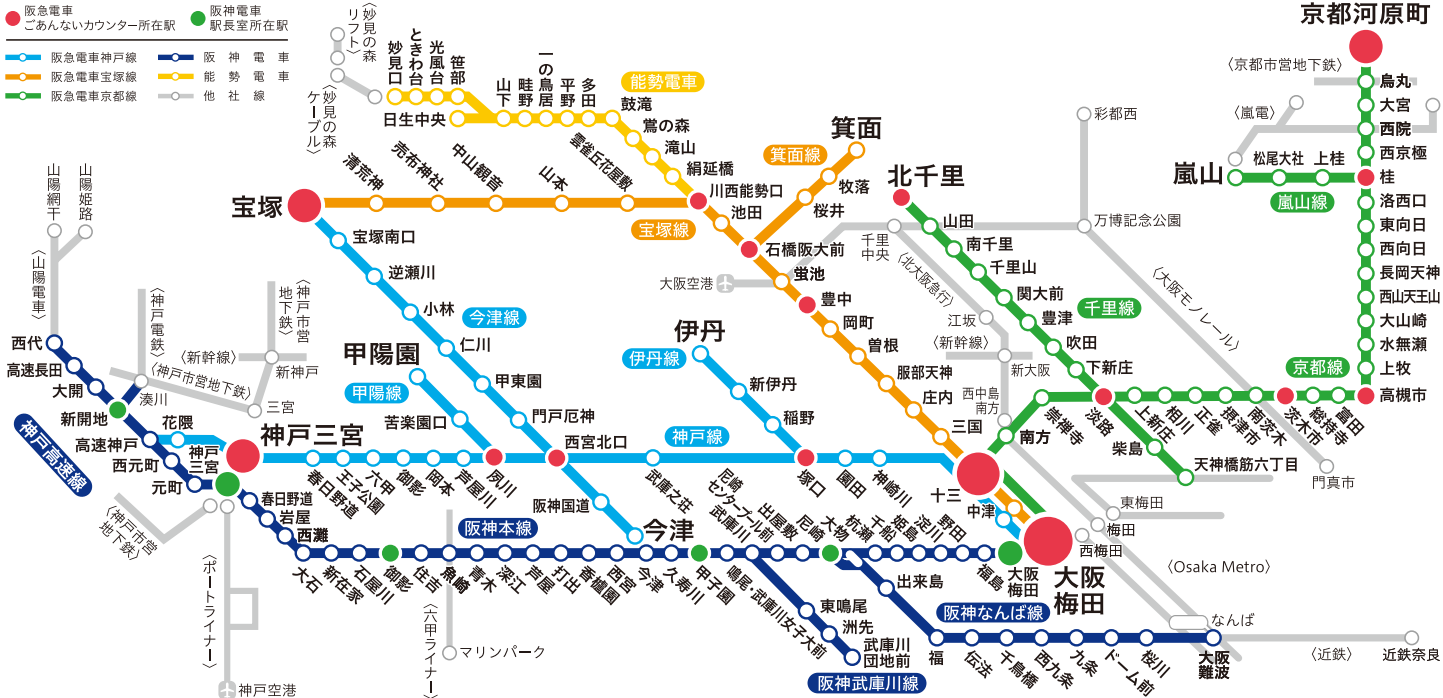 阪急電車
ごあんないカウンター所在駅
阪神電車
駅長室所在駅
阪急電車神戸線
阪急電車宝塚線
阪急電車京都線
阪神電車
能勢電車
他社線
〈妙見の森
リフト〉
〈妙見の森
ケーブル〉
妙見口
ときわ台
光風台
笹部
山下
畦野
一の鳥居
平野
多田
能勢電車
日生中央
鼓滝
鴬の森
滝山
絹延橋
川西能勢口
宝塚
清荒神
売布神社
中山観音
山本
雲雀丘花屋敷
宝塚線
池田
石橋阪大前
箕面線
箕面
牧落
桜井
蛍池
大阪空港
豊中
岡町
曽根
服部天神
庄内
三国
十三
中津
大阪
梅田
宝塚南口
逆瀬川
小林
仁川
甲東園
門戸厄神
西宮北口
阪神国道
今津
今津線
甲陽園
甲陽線
苦楽園口
夙川
伊丹
伊丹線
新伊丹
稲野
塚口
神戸線
神戸三宮
春日野道
王子公園
六甲
御影
岡本
芦屋川
武庫之荘
園田
神崎川
花隈
京都河原町
〈京都市営地下鉄〉
烏丸
大宮
西院
西京極
桂
洛西口
東向日
西向日
長岡天神
西山天王山
大山崎
水無瀬
上牧
高槻市
〈嵐電〉
嵐山
松尾大社
上桂
嵐山線
京都線
富田
総持寺
茨木市
南茨木
摂津市
正雀
相川
上新庄
淡路
崇禅寺
南方
北千里
山田
南千里
千里山
関大前
豊津
吹田
下新庄
千里線
柴島
天神橋筋六丁目
彩都西
万博記念公園
〈大阪モノレール〉
門真市
千里
中央
〈北大阪急行〉
江坂
〈新幹線〉
新大阪
西中島
南方
東梅田
梅田
西梅田
〈Osaka Metro〉
なんば
〈近鉄〉
近鉄奈良
山陽網干
山陽姫路
〈山陽電車〉
〈神戸電鉄〉
〈神戸市営
地下鉄〉
〈新幹線〉
新神戸
〈神戸市営地下鉄〉
三宮
湊川
西代
高速長田
大開
新開地
高速神戸
西元町
元町
神戸高速線
神戸
三宮
〈神戸市営
地下鉄〉
〈ポートライナー〉
神戸空港
春日野道
岩屋
西灘
大石
新在家
石屋川
御影
住吉
魚崎
青木
深江
芦屋
打出
香櫨園
西宮
今津
久寿川
甲子園
鳴尾・武庫川女子大前
武庫川
尼崎
センタープール前
出屋敷
尼崎
大物
杭瀬
千船
姫島
淀川
野田
福島
大阪
梅田
阪神本線
〈六甲ライナー〉
マリンパーク
東鳴尾
洲先
武庫川
団地前
阪神武庫川線
阪神なんば線
出来島
福
伝法
千鳥橋
西九条
九条
ドーム前
桜川
大阪
難波